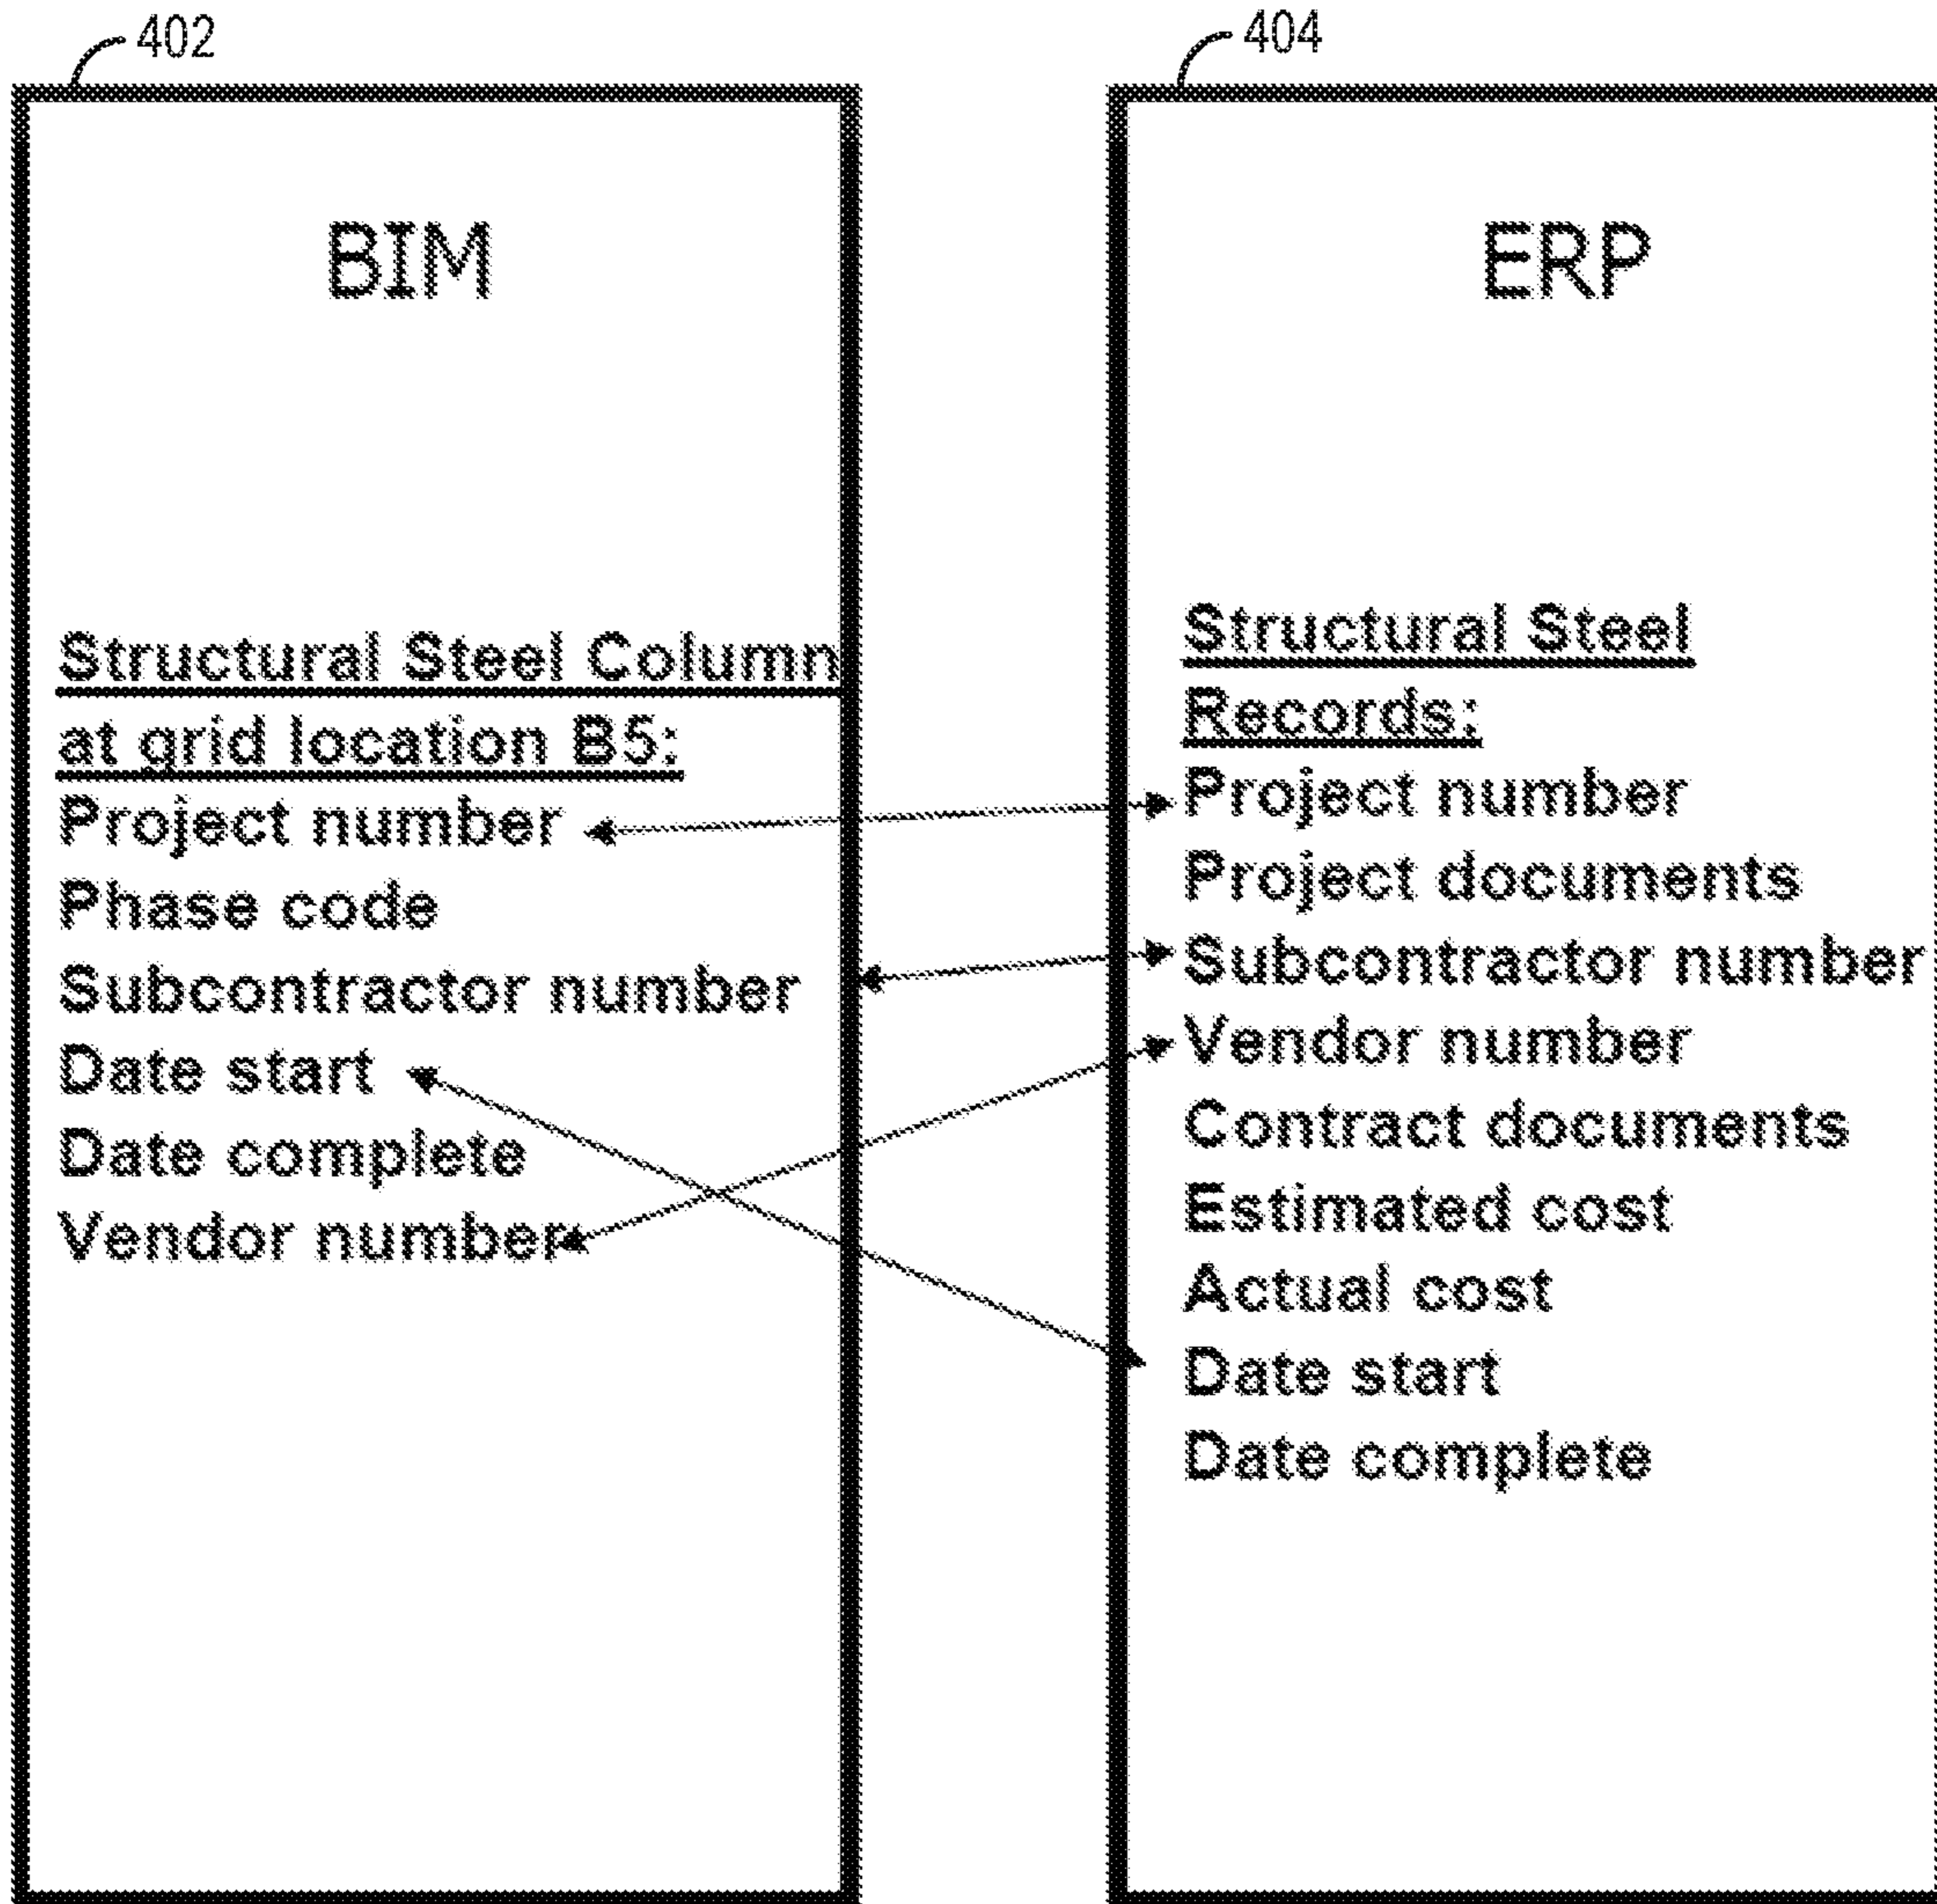 402
BIM
Structural Steel Column
at grid location B5:
Project number
Phase code
Subcontractor number
Date start
Date complete
Vendor number
404
ERP
Structural Steel
Records:
Project number
Project documents
Subcontractor number
Vendor number
Contract documents
Estimated cost
Actual cost
Date start
Date complete